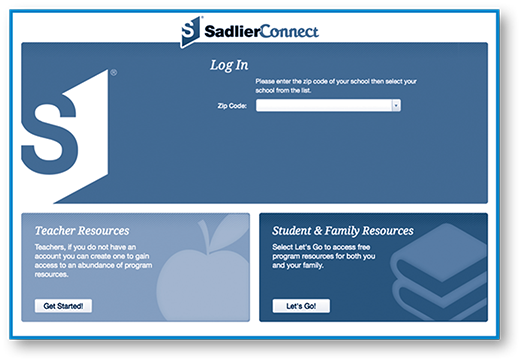 S SadlierConnect
Log In
Please enter the zip code of your school then select your
school from the list.
Zip Code:
S®
Teacher Resources
Teachers, if you do not have an
account you can create one to gain
access to an abundance of program
resources.
Get Started!
Student & Family Resources
Select Let's Go to access free
program resources for both you
and your family.
Let's Go!